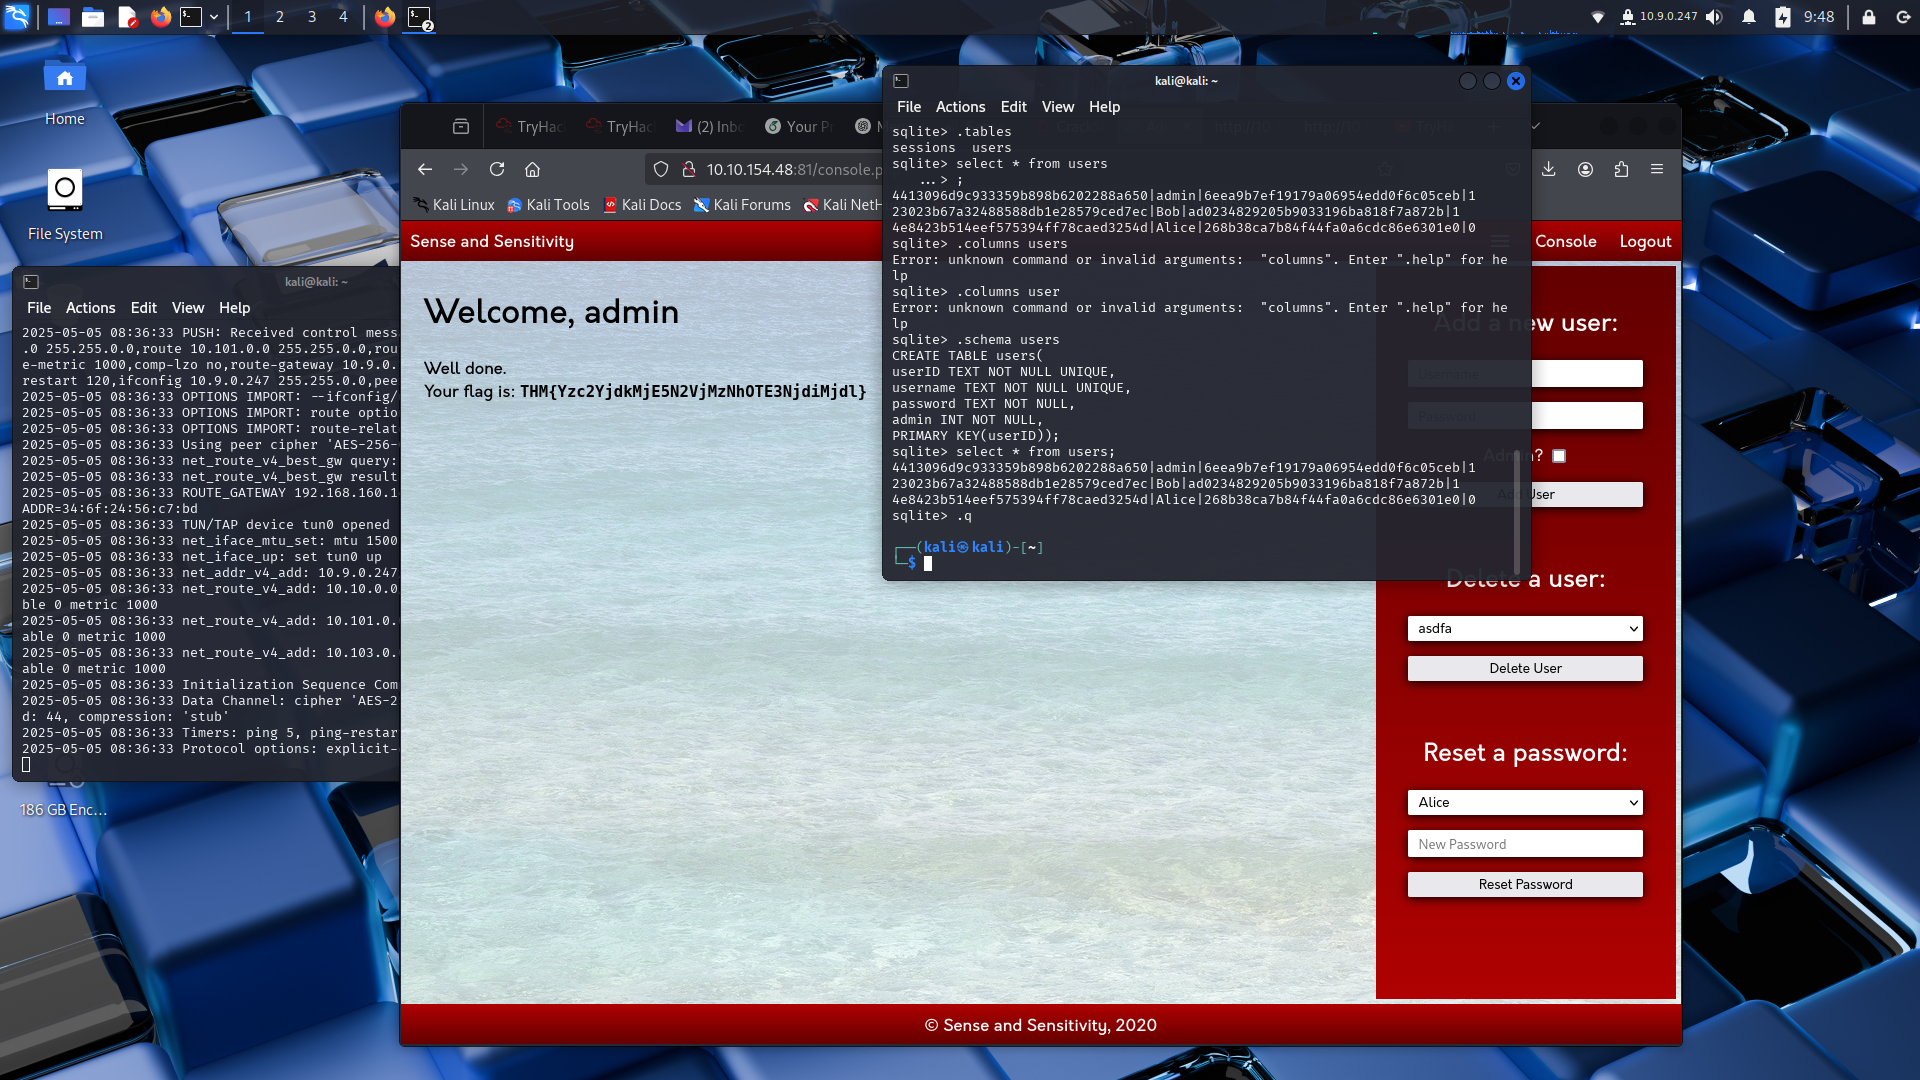 1 2 3 4
2
10.9.0.247
9:48
Home
File System
186 GB Enc...
kali@kali: ~
File Actions Edit View Help
2025-05-05 08:36:33 PUSH: Received control mess
.0 255.255.0.0,route 10.101.0.0 255.255.0.0,rou
e-metric 1000,comp-lzo no,route-gateway 10.9.0.
restart 120,ifconfig 10.9.0.247 255.255.0.0,pee
2025-05-05 08:36:33 OPTIONS IMPORT: --ifconfig/
2025-05-05 08:36:33 OPTIONS IMPORT: route optio
2025-05-05 08:36:33 OPTIONS IMPORT: route-relat
2025-05-05 08:36:33 Using peer cipher 'AES-256-
2025-05-05 08:36:33 net_route_v4_best_gw query:
2025-05-05 08:36:33 net_route_v4_best_gw result
2025-05-05 08:36:33 ROUTE_GATEWAY 192.168.160.1
ADDR=34:6f:24:56:c7:bd
2025-05-05 08:36:33 TUN/TAP device tun0 opened
2025-05-05 08:36:33 net_iface_mtu_set: mtu 1500
2025-05-05 08:36:33 net_iface_up: set tun0 up
2025-05-05 08:36:33 net_addr_v4_add: 10.9.0.247
2025-05-05 08:36:33 net_route_v4_add: 10.10.0.0
ble 0 metric 1000
2025-05-05 08:36:33 net_route_v4_add: 10.101.0.
able 0 metric 1000
2025-05-05 08:36:33 net_route_v4_add: 10.103.0.
able 0 metric 1000
2025-05-05 08:36:33 Initialization Sequence Com
2025-05-05 08:36:33 Data Channel: cipher 'AES-2
d: 44, compression: 'stub'
2025-05-05 08:36:33 Timers: ping 5, ping-restar
2025-05-05 08:36:33 Protocol options: explicit-
TryHac TryHac (2) Inb Your Pr
10.10.154.48:81/console.p
Kali Linux Kali Tools Kali Docs Kali Forums Kali NetH
Sense and Sensitivity
Console Logout
Welcome, admin
Well done.
Your flag is: THM{Yzc2YjdkMjE5N2VjMzNhOTE3NjdiMjdl}
kali@kali: ~
File Actions Edit View Help
sqlite> .tables
sessions users
sqlite> select * from users
...> ;
4413096d9c933359b898b6202288a650|admin|6eea9b7ef19179a06954edd0f6c05ceb|1
23023b67a32488588db1e28579ced7ec|Bob|ad0234829205b9033196ba818f7a872b|1
4e8423b514eef575394ff78caed3254d|Alice|268b38ca7b84f44fa0a6cdc86e6301e0|0
sqlite> .columns users
Error: unknown command or invalid arguments: "columns". Enter ".help" for he
lp
sqlite> .columns user
Error: unknown command or invalid arguments: "columns". Enter ".help" for he
lp
sqlite> .schema users
CREATE TABLE users(
userID TEXT NOT NULL UNIQUE,
username TEXT NOT NULL UNIQUE,
password TEXT NOT NULL,
admin INT NOT NULL,
PRIMARY KEY(userID));
sqlite> select * from users;
4413096d9c933359b898b6202288a650|admin|6eea9b7ef19179a06954edd0f6c05ceb|1
23023b67a32488588db1e28579ced7ec|Bob|ad0234829205b9033196ba818f7a872b|1
4e8423b514eef575394ff78caed3254d|Alice|268b38ca7b84f44fa0a6cdc86e6301e0|0
sqlite> .q
┌──(kali㉿kali)-[~]
└─$
Add a new user:
Username
Password
Admin?
Add User
Delete a user:
asdfa
Delete User
Reset a password:
Alice
New Password
Reset Password
© Sense and Sensitivity, 2020